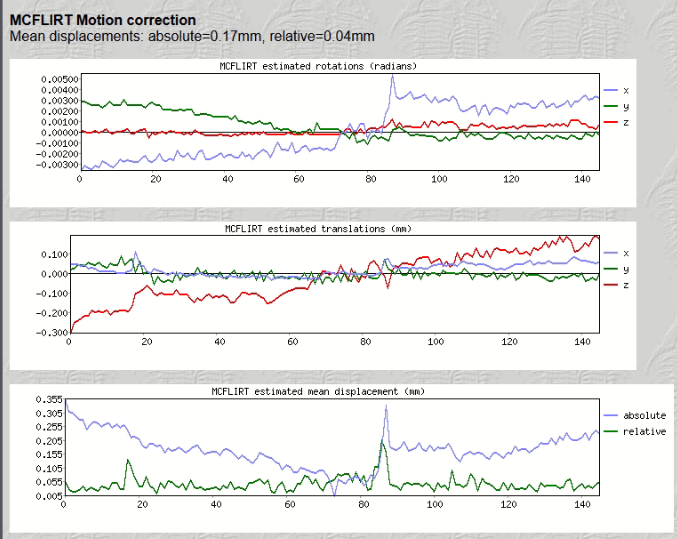 MCFLIRT Motion correction
Mean displacements: absolute=0.17mm, relative=0.04mm
MCFLIRT estimated rotations (radians)
0.00500
0.00400
0.00300
0.00200
0.00100
0.00000
-0.00100
-0.00200
-0.00300
0 20 40 60 80 100 120 140
x
y
z
MCFLIRT estimated translations (mm)
0.100
0.000
-0.100
-0.200
-0.300
0 20 40 60 80 100 120 140
x
y
z
MCFLIRT estimated mean displacement (mm)
0.355
0.305
0.255
0.205
0.155
0.105
0.055
0.005
0 20 40 60 80 100 120 140
absolute
relative